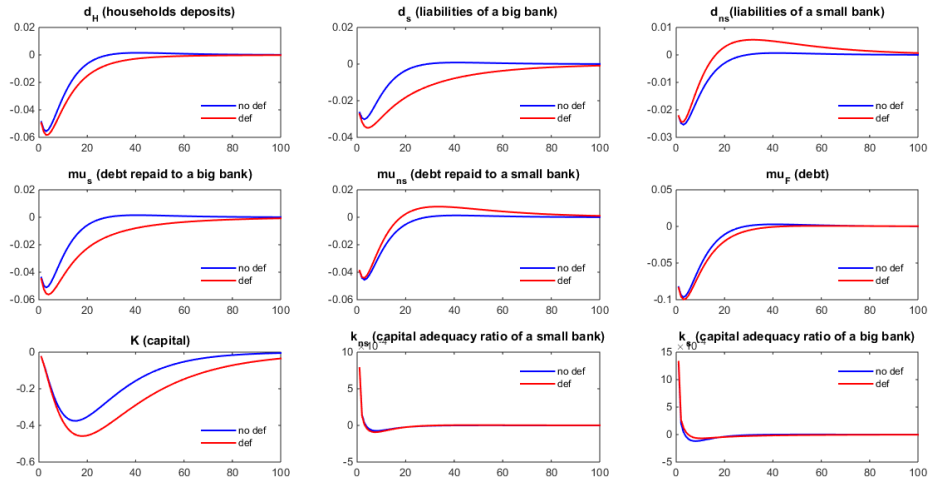 d_H (households deposits)
0.02
0
-0.02
-0.04
-0.06
0 20 40 60 80 100
no def
def
d_s (liabilities of a big bank)
0.02
0
-0.02
-0.04
0 20 40 60 80 100
no def
def
d_ns(liabilities of a small bank)
0.01
0
-0.01
-0.02
-0.03
0 20 40 60 80 100
no def
def
mu_s (debt repaid to a big bank)
0.02
0
-0.02
-0.04
-0.06
0 20 40 60 80 100
no def
def
mu_ns (debt repaid to a small bank)
0.02
0
-0.02
-0.04
-0.06
0 20 40 60 80 100
no def
def
mu_F (debt)
0.05
0
-0.05
-0.1
0 20 40 60 80 100
no def
def
K (capital)
0
-0.2
-0.4
-0.6
0 20 40 60 80 100
no def
def
k_ns (capital adequacy ratio of a small bank)
10
5
0
-5
0 20 40 60 80 100
no def
def
k (capital adequacy ratio of a big bank)
15
10
5
0
-5
0 20 40 60 80 100
no def
def